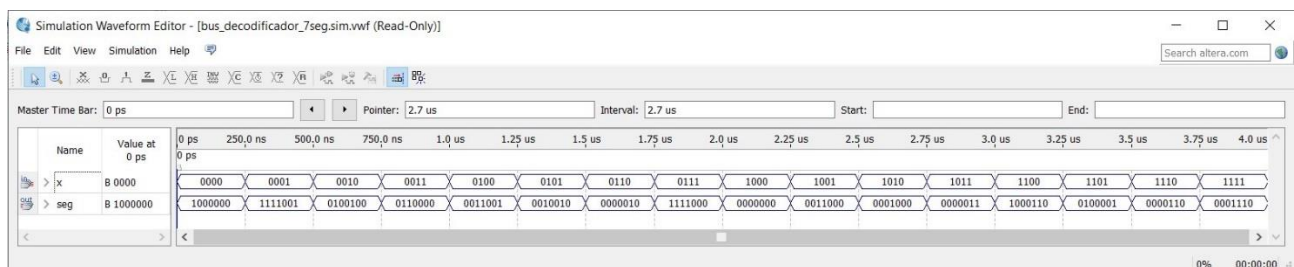 Simulation Waveform Editor - [bus_decodificador_7seg.sim.vwf (Read-Only)]
File Edit View Simulation Help
Search altera.com
Master Time Bar: 0 ps Pointer: 2.7 us Interval: 2.7 us Start: End:
Name Value at 0 ps
0 ps 250.0 ns 500.0 ns 750.0 ns 1.0 us 1.25 us 1.5 us 1.75 us 2.0 us 2.25 us 2.5 us 2.75 us 3.0 us 3.25 us 3.5 us 3.75 us 4.0 us
0 ps
x B 0000 0000 0001 0010 0011 0100 0101 0110 0111 1000 1001 1010 1011 1100 1101 1110 1111
seg B 1000000 1000000 1111001 0100100 0110000 0011001 0010010 0000010 1111000 0000000 0011000 0001000 0000011 1000110 0100001 0000110 0001110
0% 00:00:00